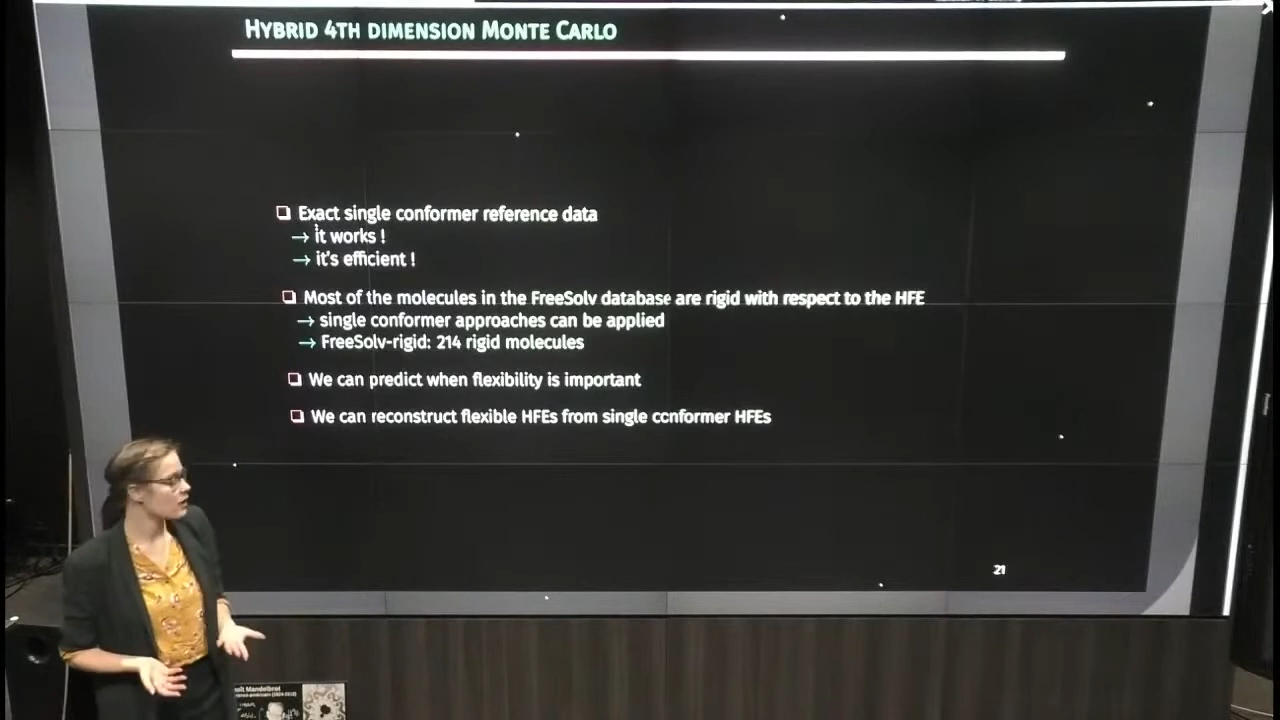 HYBRID 4TH DIMENSION MONTE CARLO
❑ Exact single conformer reference data
→ it works !
→ it's efficient !
❑ Most of the molecules in the FreeSolv database are rigid with respect to the HFE
→ single conformer approaches can be applied
→ FreeSolv-rigid: 214 rigid molecules
❑ We can predict when flexibility is important
❑ We can reconstruct flexible HFEs from single conformer HFEs
21
Mandelbrot